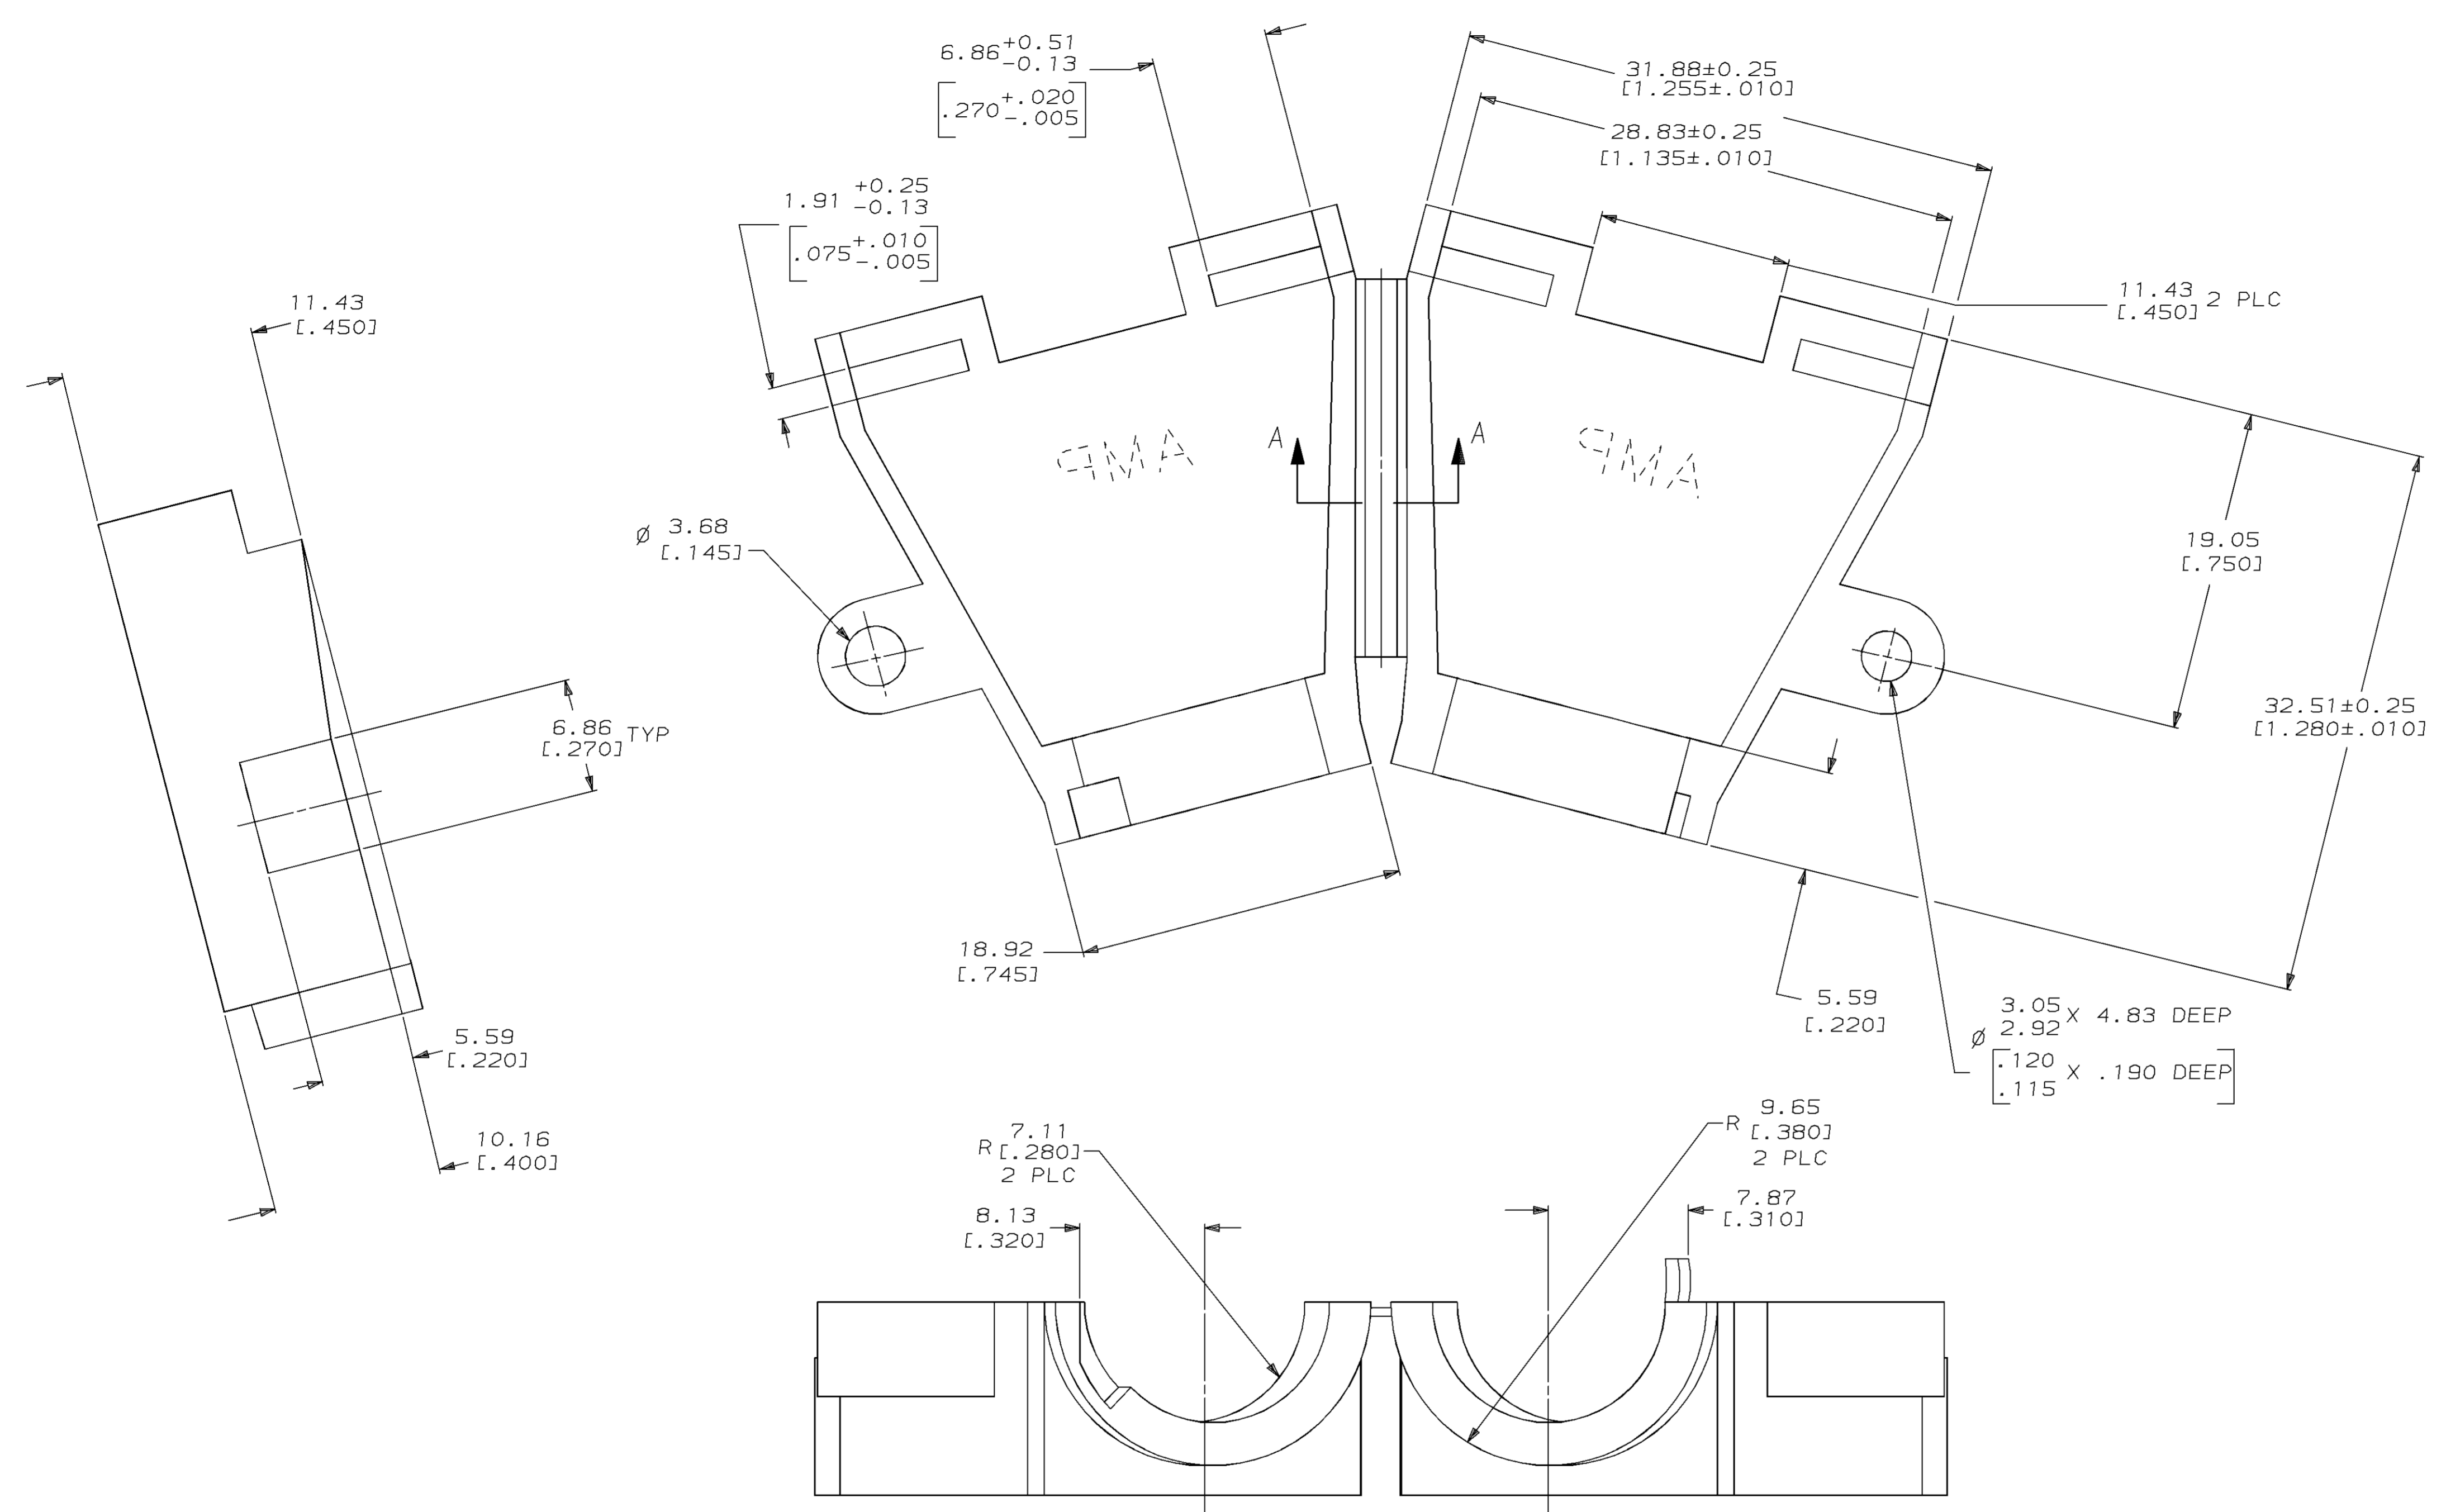 6.86 +0.51 -0.13
[.270 +.020 -.005]
31.88±0.25
[1.255±.010]
28.83±0.25
[1.135±.010]
1.91 +0.25 -0.13
[.075 +.010 -.005]
11.43
[.450]
11.43
[.450] 2 PLC
AMP
A
A
AMP
Ø 3.68
[.145]
19.05
[.750]
6.86
[.270] TYP
32.51±0.25
[1.280±.010]
18.92
[.745]
5.59
[.220]
3.05
Ø 2.92 X 4.83 DEEP
[.120
.115 X .190 DEEP]
5.59
[.220]
10.16
[.400]
7.11
R [.280]
2 PLC
9.65
R [.380]
2 PLC
8.13
[.320]
7.87
[.310]